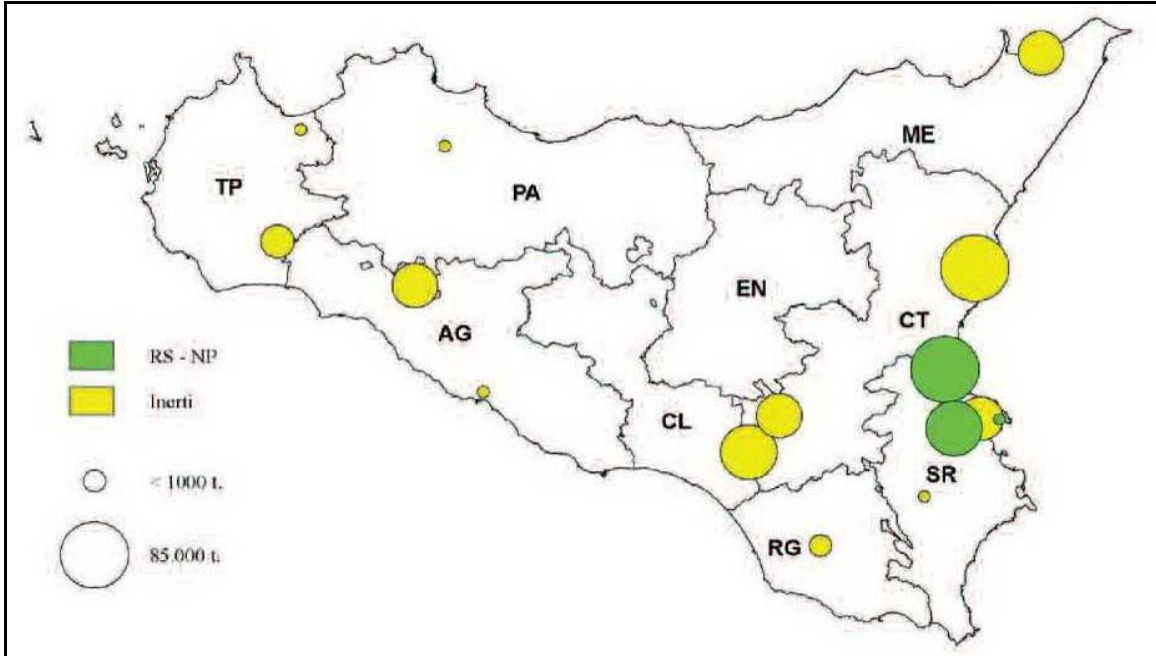 ME
TP
PA
EN
CT
AG
RS - NP
Inerti
CL
SR
< 1000 t.
RG
85.000 t.